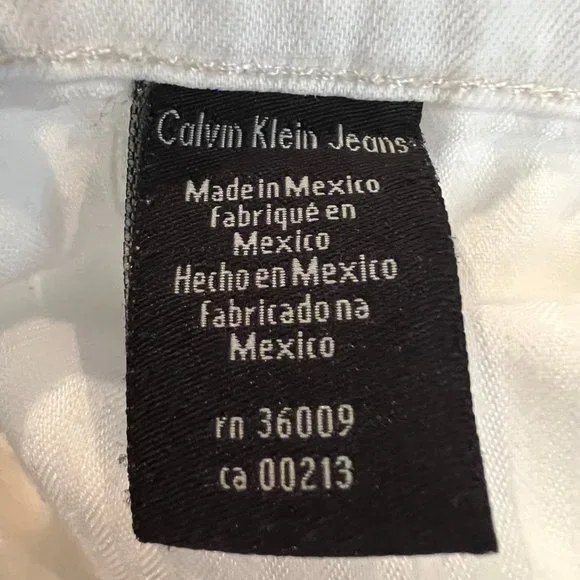 Calvin Klein Jeans
Made in Mexico
fabriqué en
Mexico
Hecho en Mexico
fabricado na
Mexico
rn 36009
ca 00213